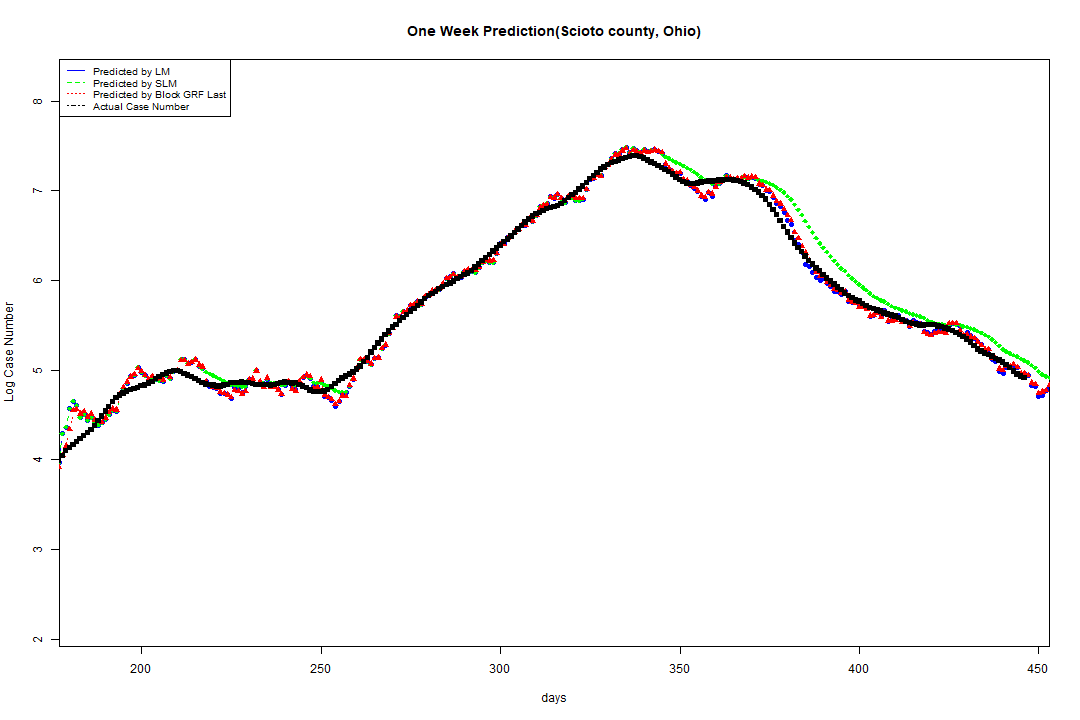 One Week Prediction(Scioto county, Ohio)
Predicted by LM
Predicted by SLM
Predicted by Block GRF Last
Actual Case Number
8
7
6
5
4
3
2
Log Case Number
200 250 300 350 400 450
days